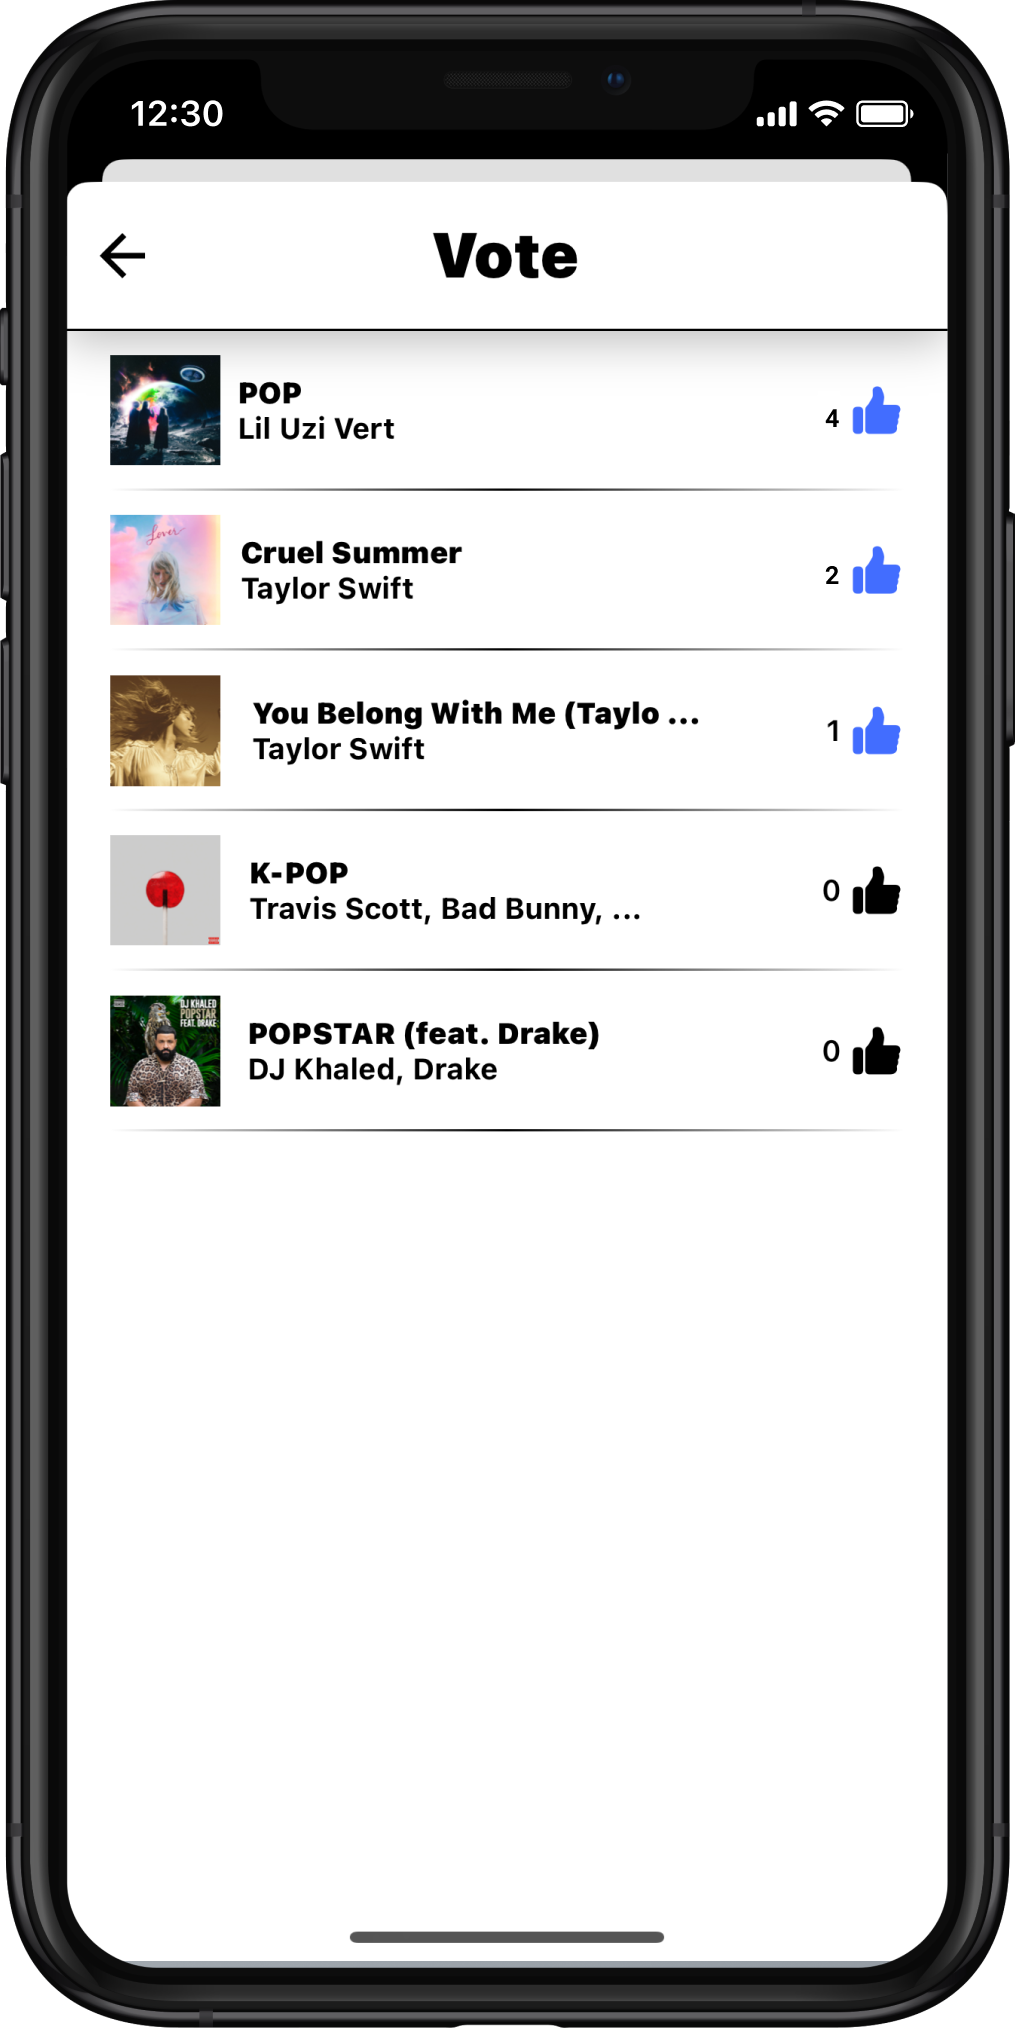 12:30
Vote
POP
Lil Uzi Vert
4
Lover
Cruel Summer
Taylor Swift
2
You Belong With Me (Taylo ...
Taylor Swift
1
K-POP
Travis Scott, Bad Bunny, ...
0
DJ KHALED
POPSTAR
FEAT. DRAKE
POPSTAR (feat. Drake)
DJ Khaled, Drake
0